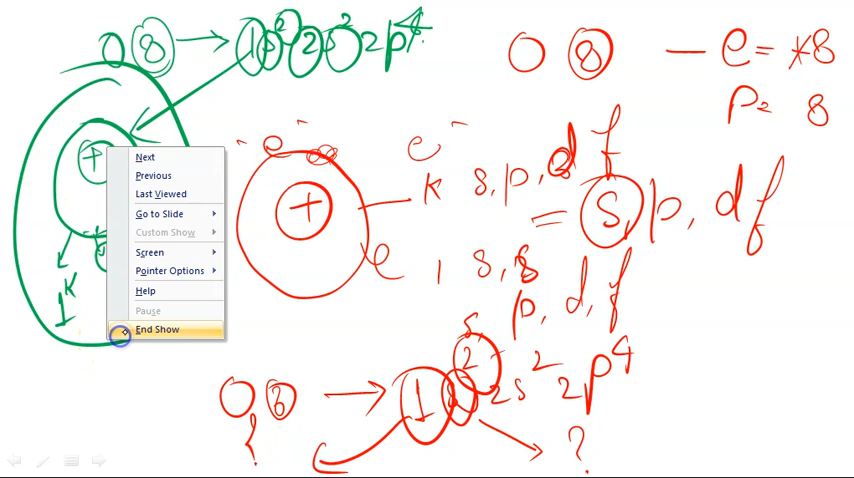 O 8 → 1s² 2s² 2p⁴
O 8 — e = 8
P = 8
+
e⁻
e⁻
+
K s, p, d f
= s, p, d f
e 1 s, s
p, d, f
K
1
s,
O 8 → 1s² 2s² 2p⁴
?
Next
Previous
Last Viewed
Go to Slide
Custom Show
Screen
Pointer Options
Help
Pause
End Show